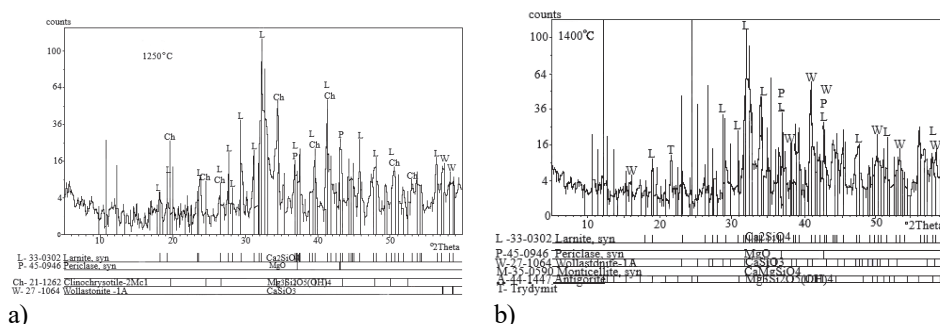 counts
100
64
36
16
4
0
1250°C
L
Ch
L
L
Ch
L
Ch
L
Ch
L
L
L
L
L
Ch
L
P
L
Ch
L
Ch
P
L
L
L
Ch
Ch
L
W
W
10
20
30
40
50
°2Theta
L- 33-0302 Larnite, syn
P- 45-0946 Periclase, syn
MgO
Ch- 21-1262 Clinochrysotile-2Mc1
Mg3Si2O5(OH)4
W- 27 -1064 Wollastonite -1A
CaSiO3
a)
counts
100
64
36
16
4
0
1400°C
W
L
T
L
L
L
L
P
L
W
W
W
P
L
L
W
L
W
L
W
10
20
30
40
50
°2Theta
L -33-0302 Larnite, syn
Ca2SiO4
P-45-0946 Periclase, syn
MgO
W-27-1064 Wollastonite-1A
CaSiO3
M-35-0590 Monticellite, syn
CaMgSiO4
A-44-1447 Antigorite
Mg3Si2O5(OH)4
T- Trydymit
b)